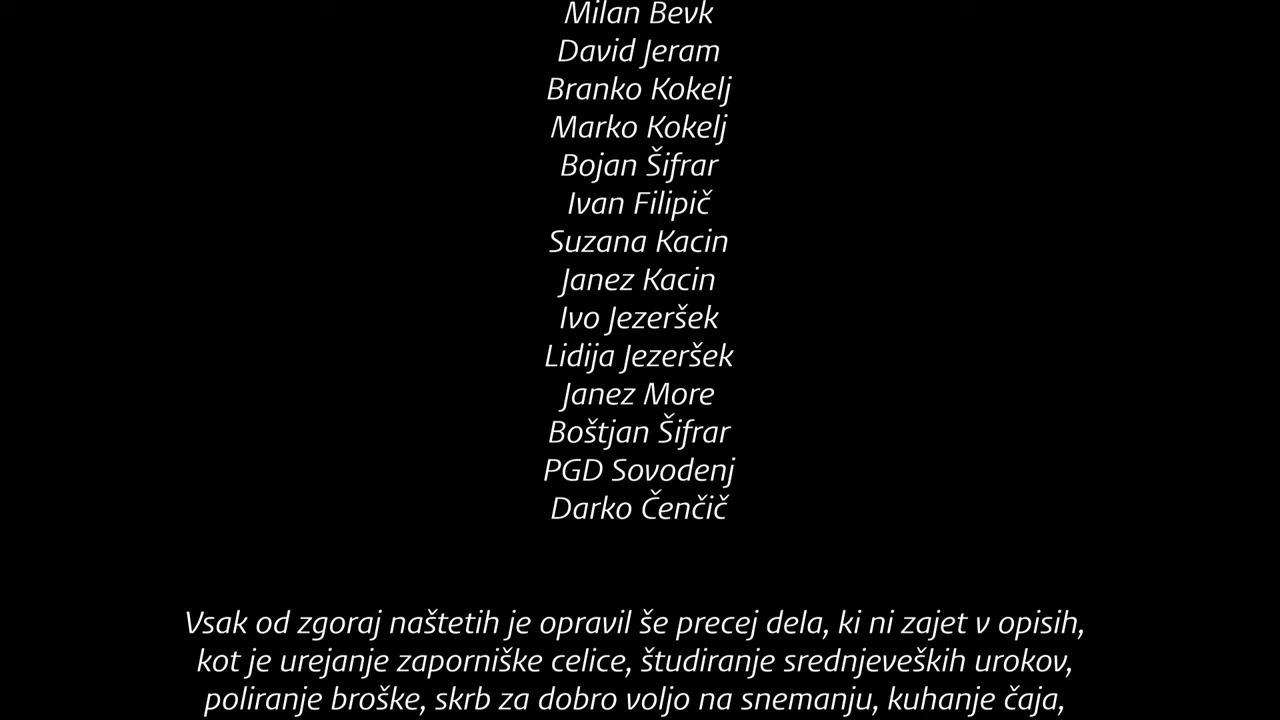 Milan Bevk
David Jeram
Branko Kokelj
Marko Kokelj
Bojan Šifrar
Ivan Filipič
Suzana Kacin
Janez Kacin
Ivo Jezeršek
Lidija Jezeršek
Janez More
Boštjan Šifrar
PGD Sovodenj
Darko Čenčič
Vsak od zgoraj naštetih je opravil še precej dela, ki ni zajet v opisih,
kot je urejanje zaporniške celice, študiranje srednjeveških urokov,
poliranje broške, skrb za dobro voljo na snemanju, kuhanje čaja,